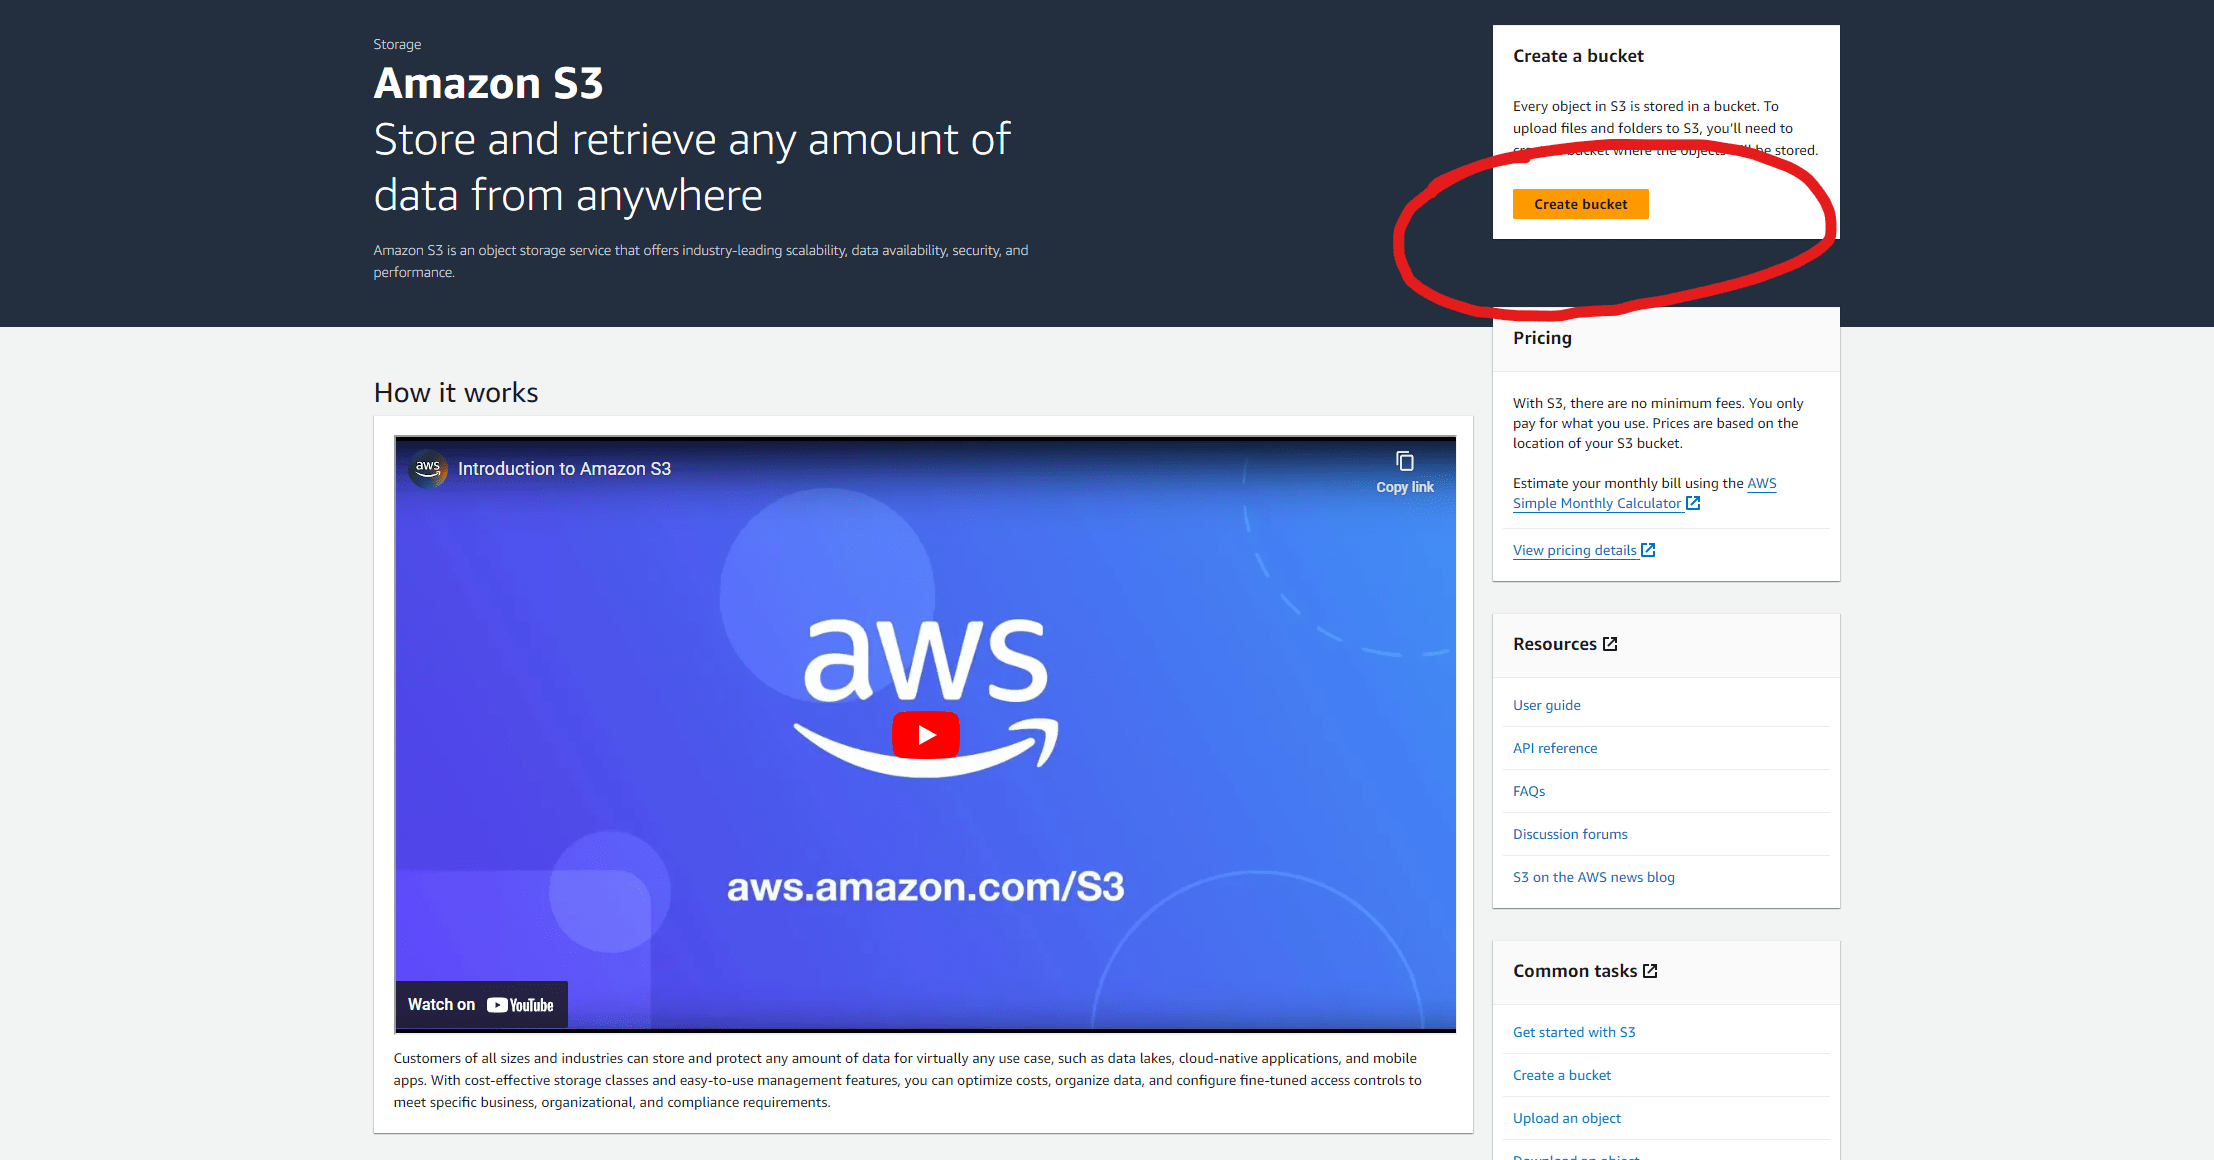 Storage
Amazon S3
Store and retrieve any amount of
data from anywhere
Amazon S3 is an object storage service that offers industry-leading scalability, data availability, security, and
performance.
Create a bucket
Every object in S3 is stored in a bucket. To
upload files and folders to S3, you'll need to
bucket where the objects be stored.
Create bucket
How it works
aws
Introduction to Amazon S3
Copy link
aws
aws.amazon.com/S3
Watch on YouTube
Customers of all sizes and industries can store and protect any amount of data for virtually any use case, such as data lakes, cloud-native applications, and mobile
apps. With cost-effective storage classes and easy-to-use management features, you can optimize costs, organize data, and configure fine-tuned access controls to
meet specific business, organizational, and compliance requirements.
Pricing
With S3, there are no minimum fees. You only
pay for what you use. Prices are based on the
location of your S3 bucket.
Estimate your monthly bill using the AWS
Simple Monthly Calculator
View pricing details
Resources
User guide
API reference
FAQs
Discussion forums
S3 on the AWS news blog
Common tasks
Get started with S3
Create a bucket
Upload an object